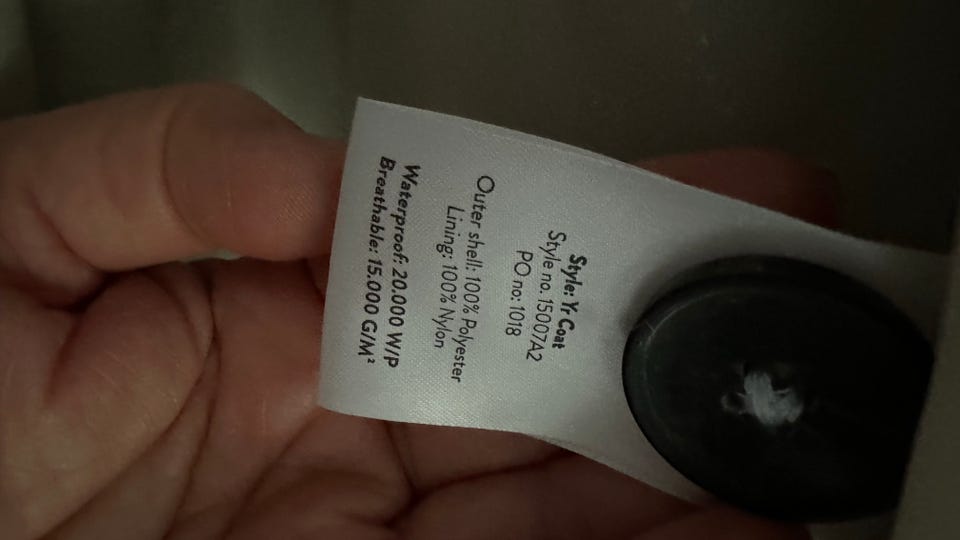 Style: Yr Coat
Style no. 15007A2
PO no: 1018
Outer shell: 100% Polyester
Lining: 100% Nylon
Waterproof: 20.000 W/p
Breathable: 15.000 G/M²